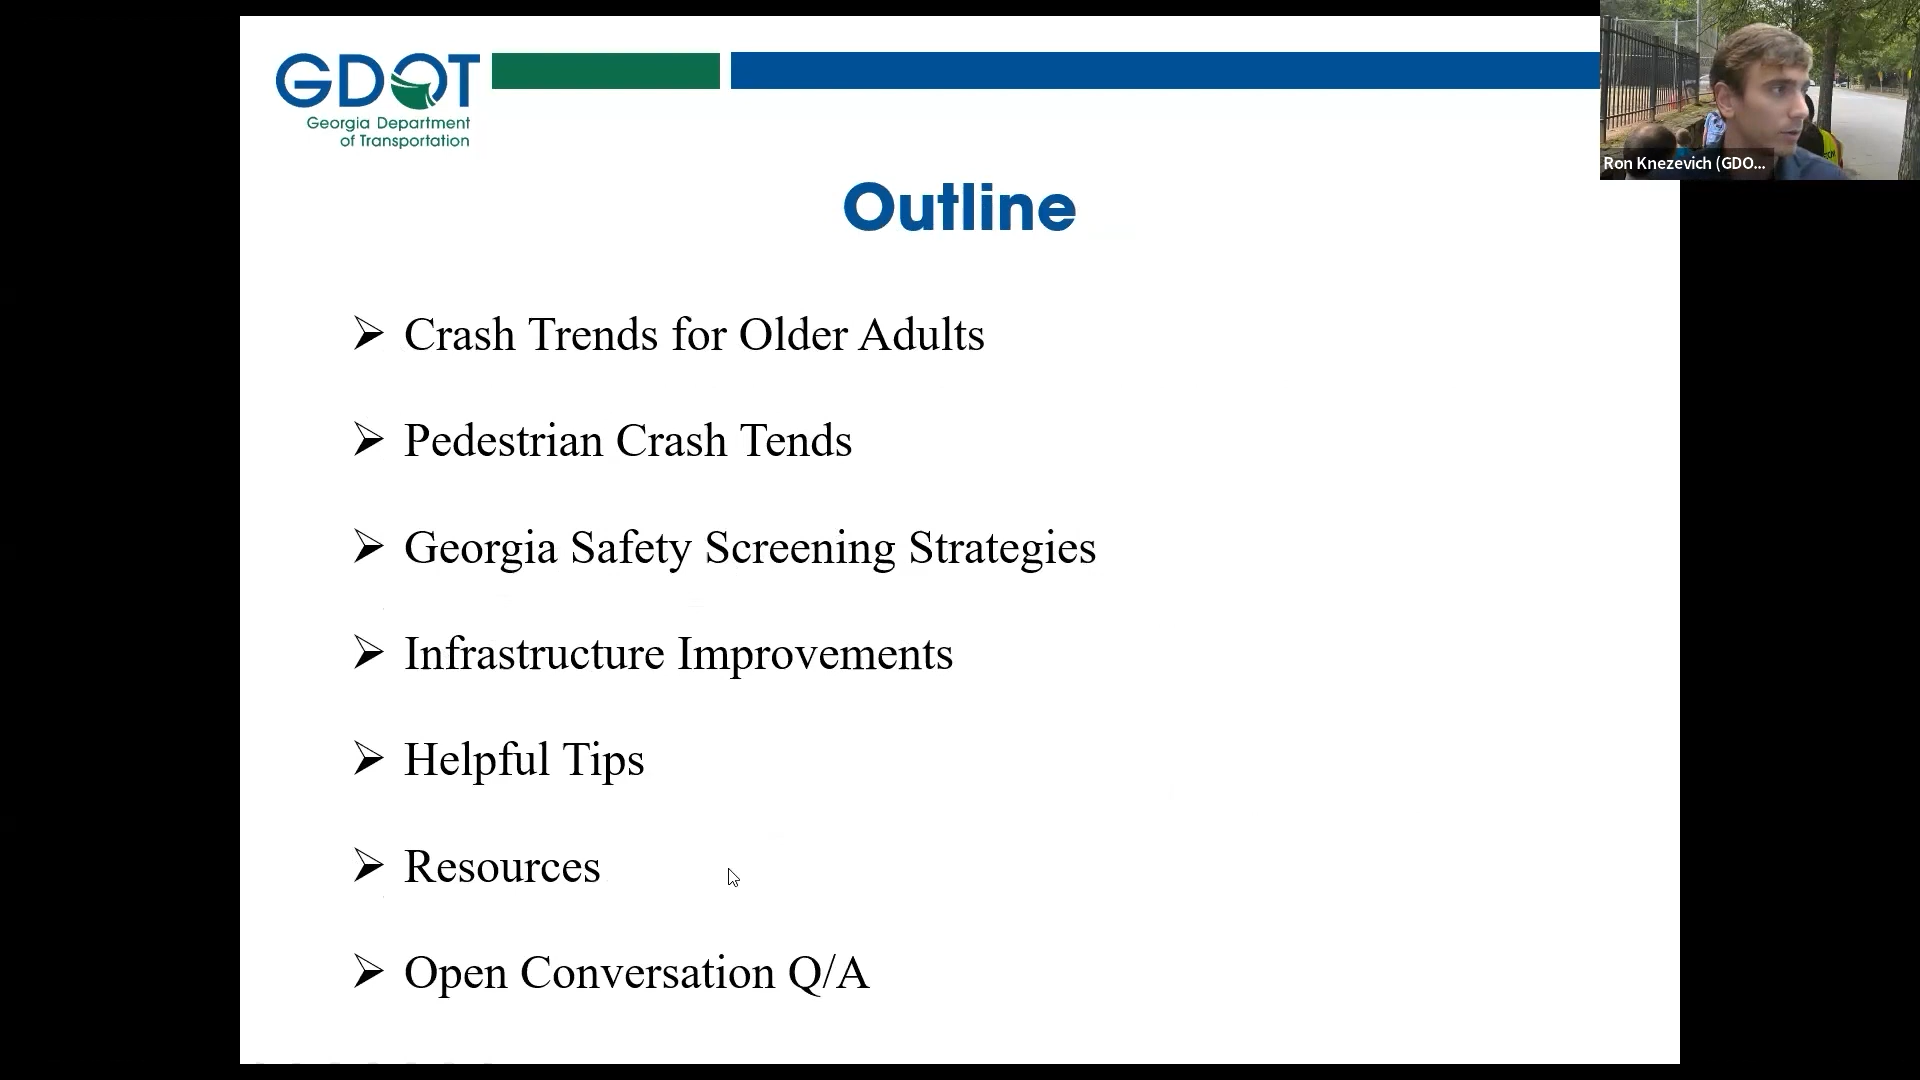 GDOT
Georgia Department
of Transportation
Ron Knezevich (GDO...
Outline
➢ Crash Trends for Older Adults
➢ Pedestrian Crash Tends
➢ Georgia Safety Screening Strategies
➢ Infrastructure Improvements
➢ Helpful Tips
➢ Resources
➢ Open Conversation Q/A